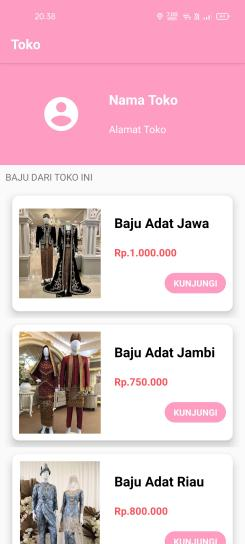 20.38
Toko
Nama Toko
Alamat Toko
BAJU DARI TOKO INI
Baju Adat Jawa
Rp.1.000.000
KUNJUNGI
Baju Adat Jambi
Rp.750.000
KUNJUNGI
Baju Adat Riau
Rp.800.000
KUNJUNGI